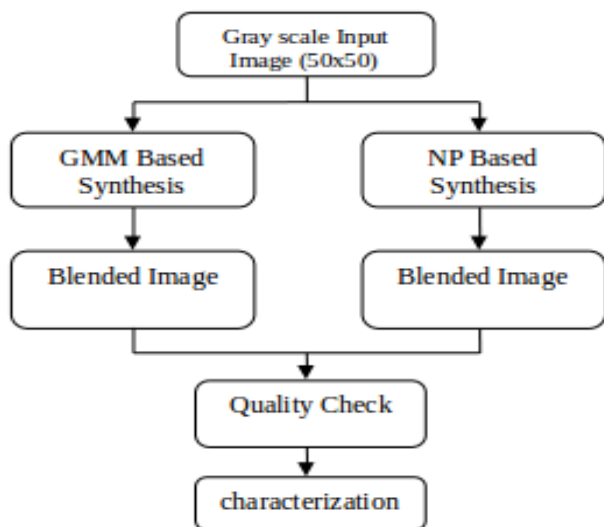 Gray scale Input
Image (50x50)
GMM Based
Synthesis
NP Based
Synthesis
Blended Image
Blended Image
Quality Check
characterization